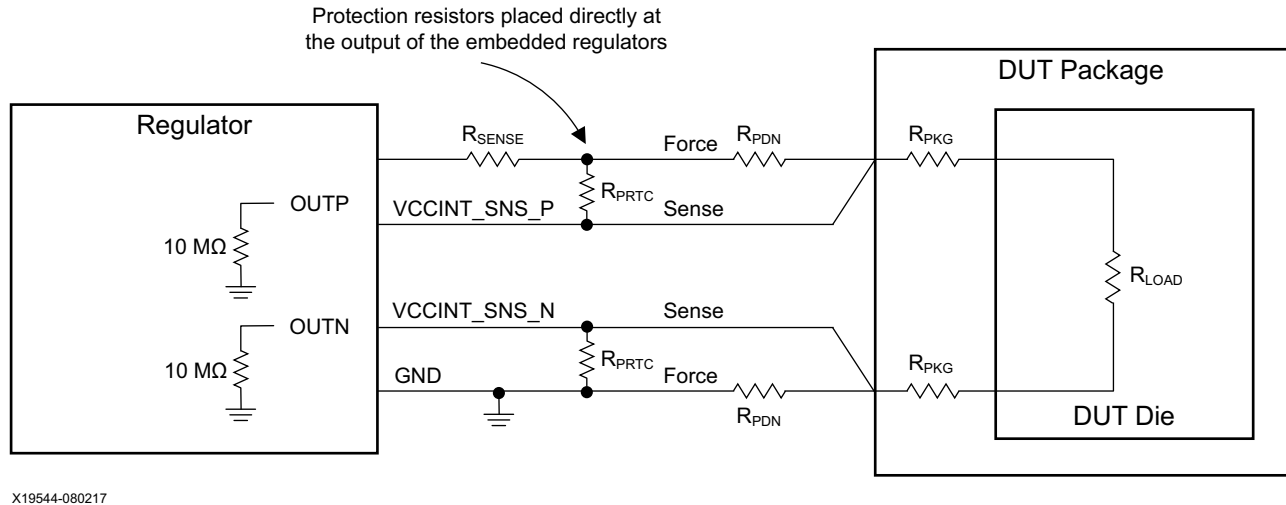 Protection resistors placed directly at
the output of the embedded regulators
DUT Package
Regulator
RSENSE
Force
RPDN
RPKG
RPRTC
OUTP
VCCINT_SNS_P
Sense
10 MΩ
RLOAD
OUTN
VCCINT_SNS_N
Sense
10 MΩ
RPRTC
RPKG
GND
Force
RPDN
DUT Die
X19544-080217